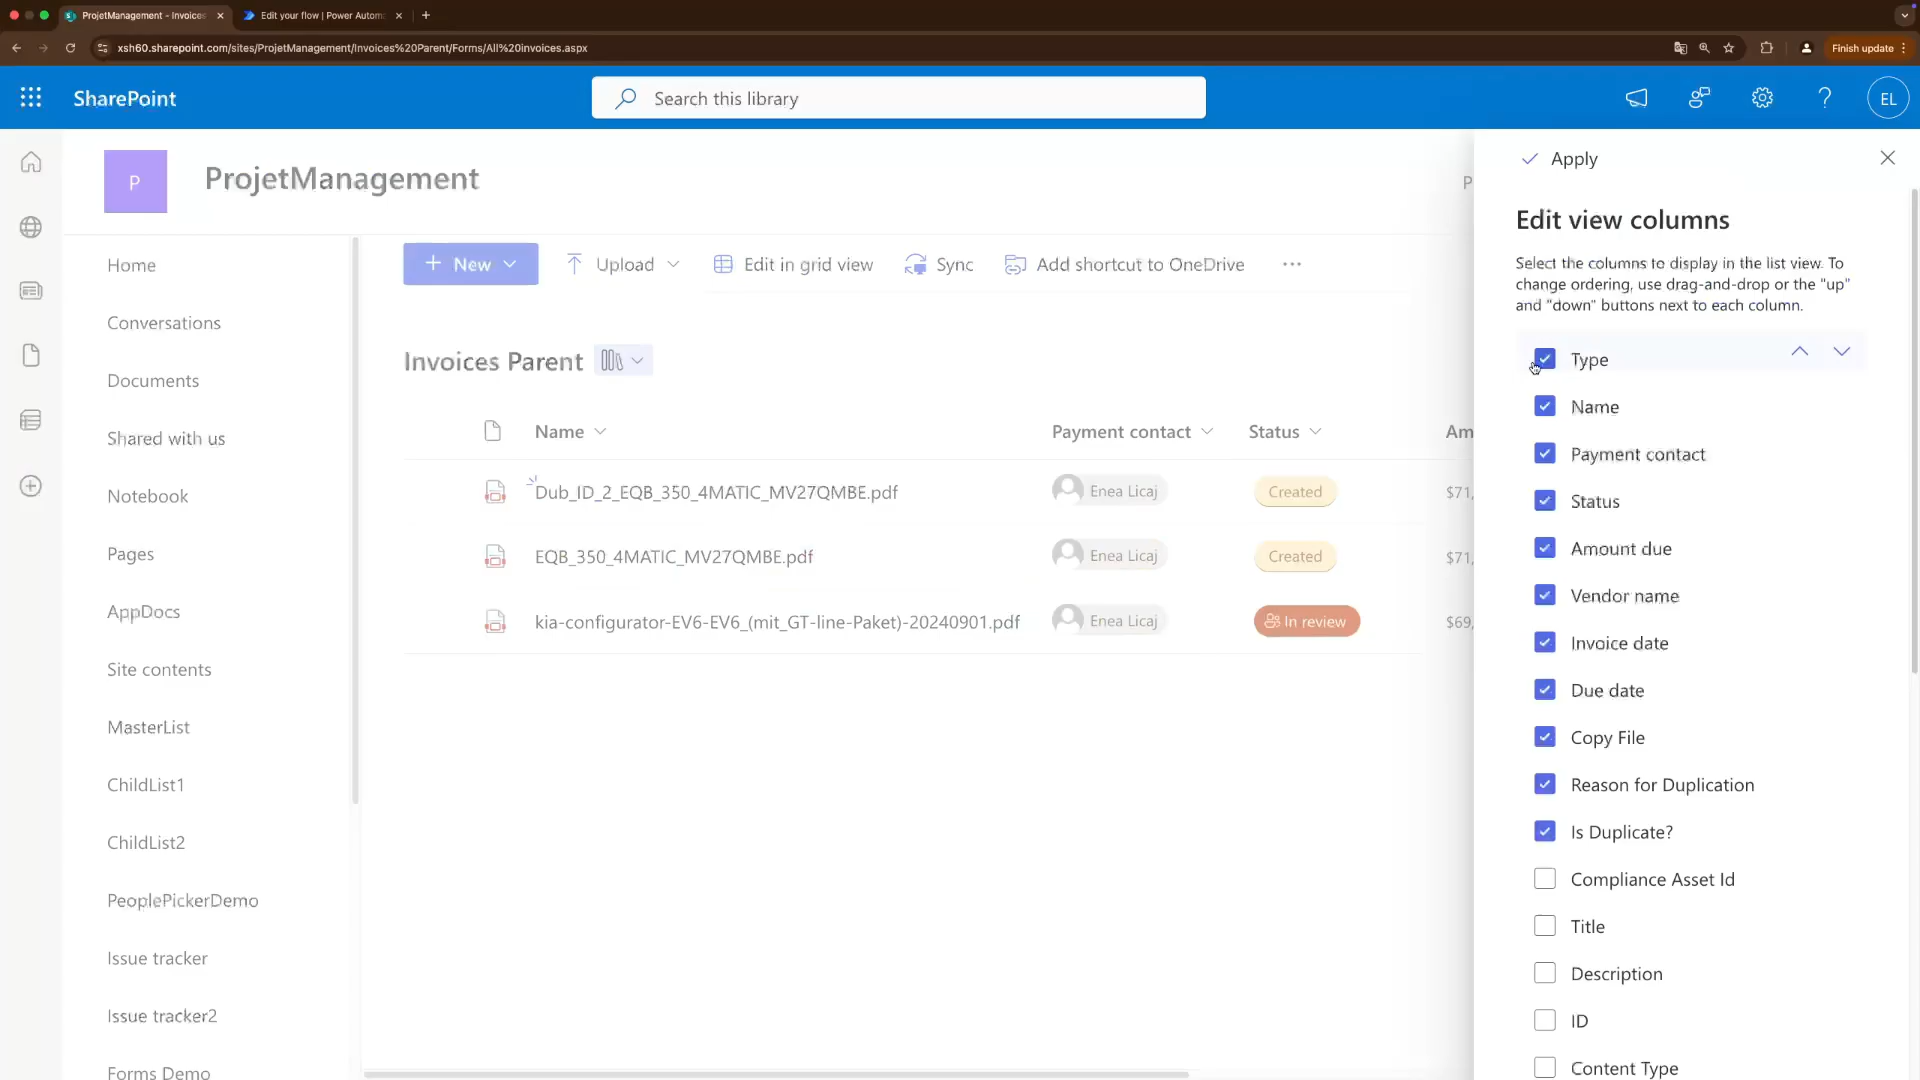 ProjetManagement - Invoices
Edit your flow | Power Autom
xsh60.sharepoint.com/sites/ProjetManagement/Invoices%20Parent/Forms/All%20invoices.aspx
Finish update
SharePoint
Search this library
EL
P
ProjetManagement
P
Home
Conversations
Documents
Shared with us
Notebook
Pages
AppDocs
Site contents
MasterList
ChildList1
ChildList2
PeoplePickerDemo
Issue tracker
Issue tracker2
Forms Demo
New
Upload
Edit in grid view
Sync
Add shortcut to OneDrive
Invoices Parent
Name
Payment contact
Status
Am
Dub_ID_2_EQB_350_4MATIC_MV27QMBE.pdf
Enea Licaj
Created
$71,
EQB_350_4MATIC_MV27QMBE.pdf
Enea Licaj
Created
$71,
kia-configurator-EV6-EV6_(mit_GT-line-Paket)-20240901.pdf
Enea Licaj
In review
$69,
Apply
Edit view columns
Select the columns to display in the list view. To
change ordering, use drag-and-drop or the "up"
and "down" buttons next to each column.
Type
Name
Payment contact
Status
Amount due
Vendor name
Invoice date
Due date
Copy File
Reason for Duplication
Is Duplicate?
Compliance Asset Id
Title
Description
ID
Content Type